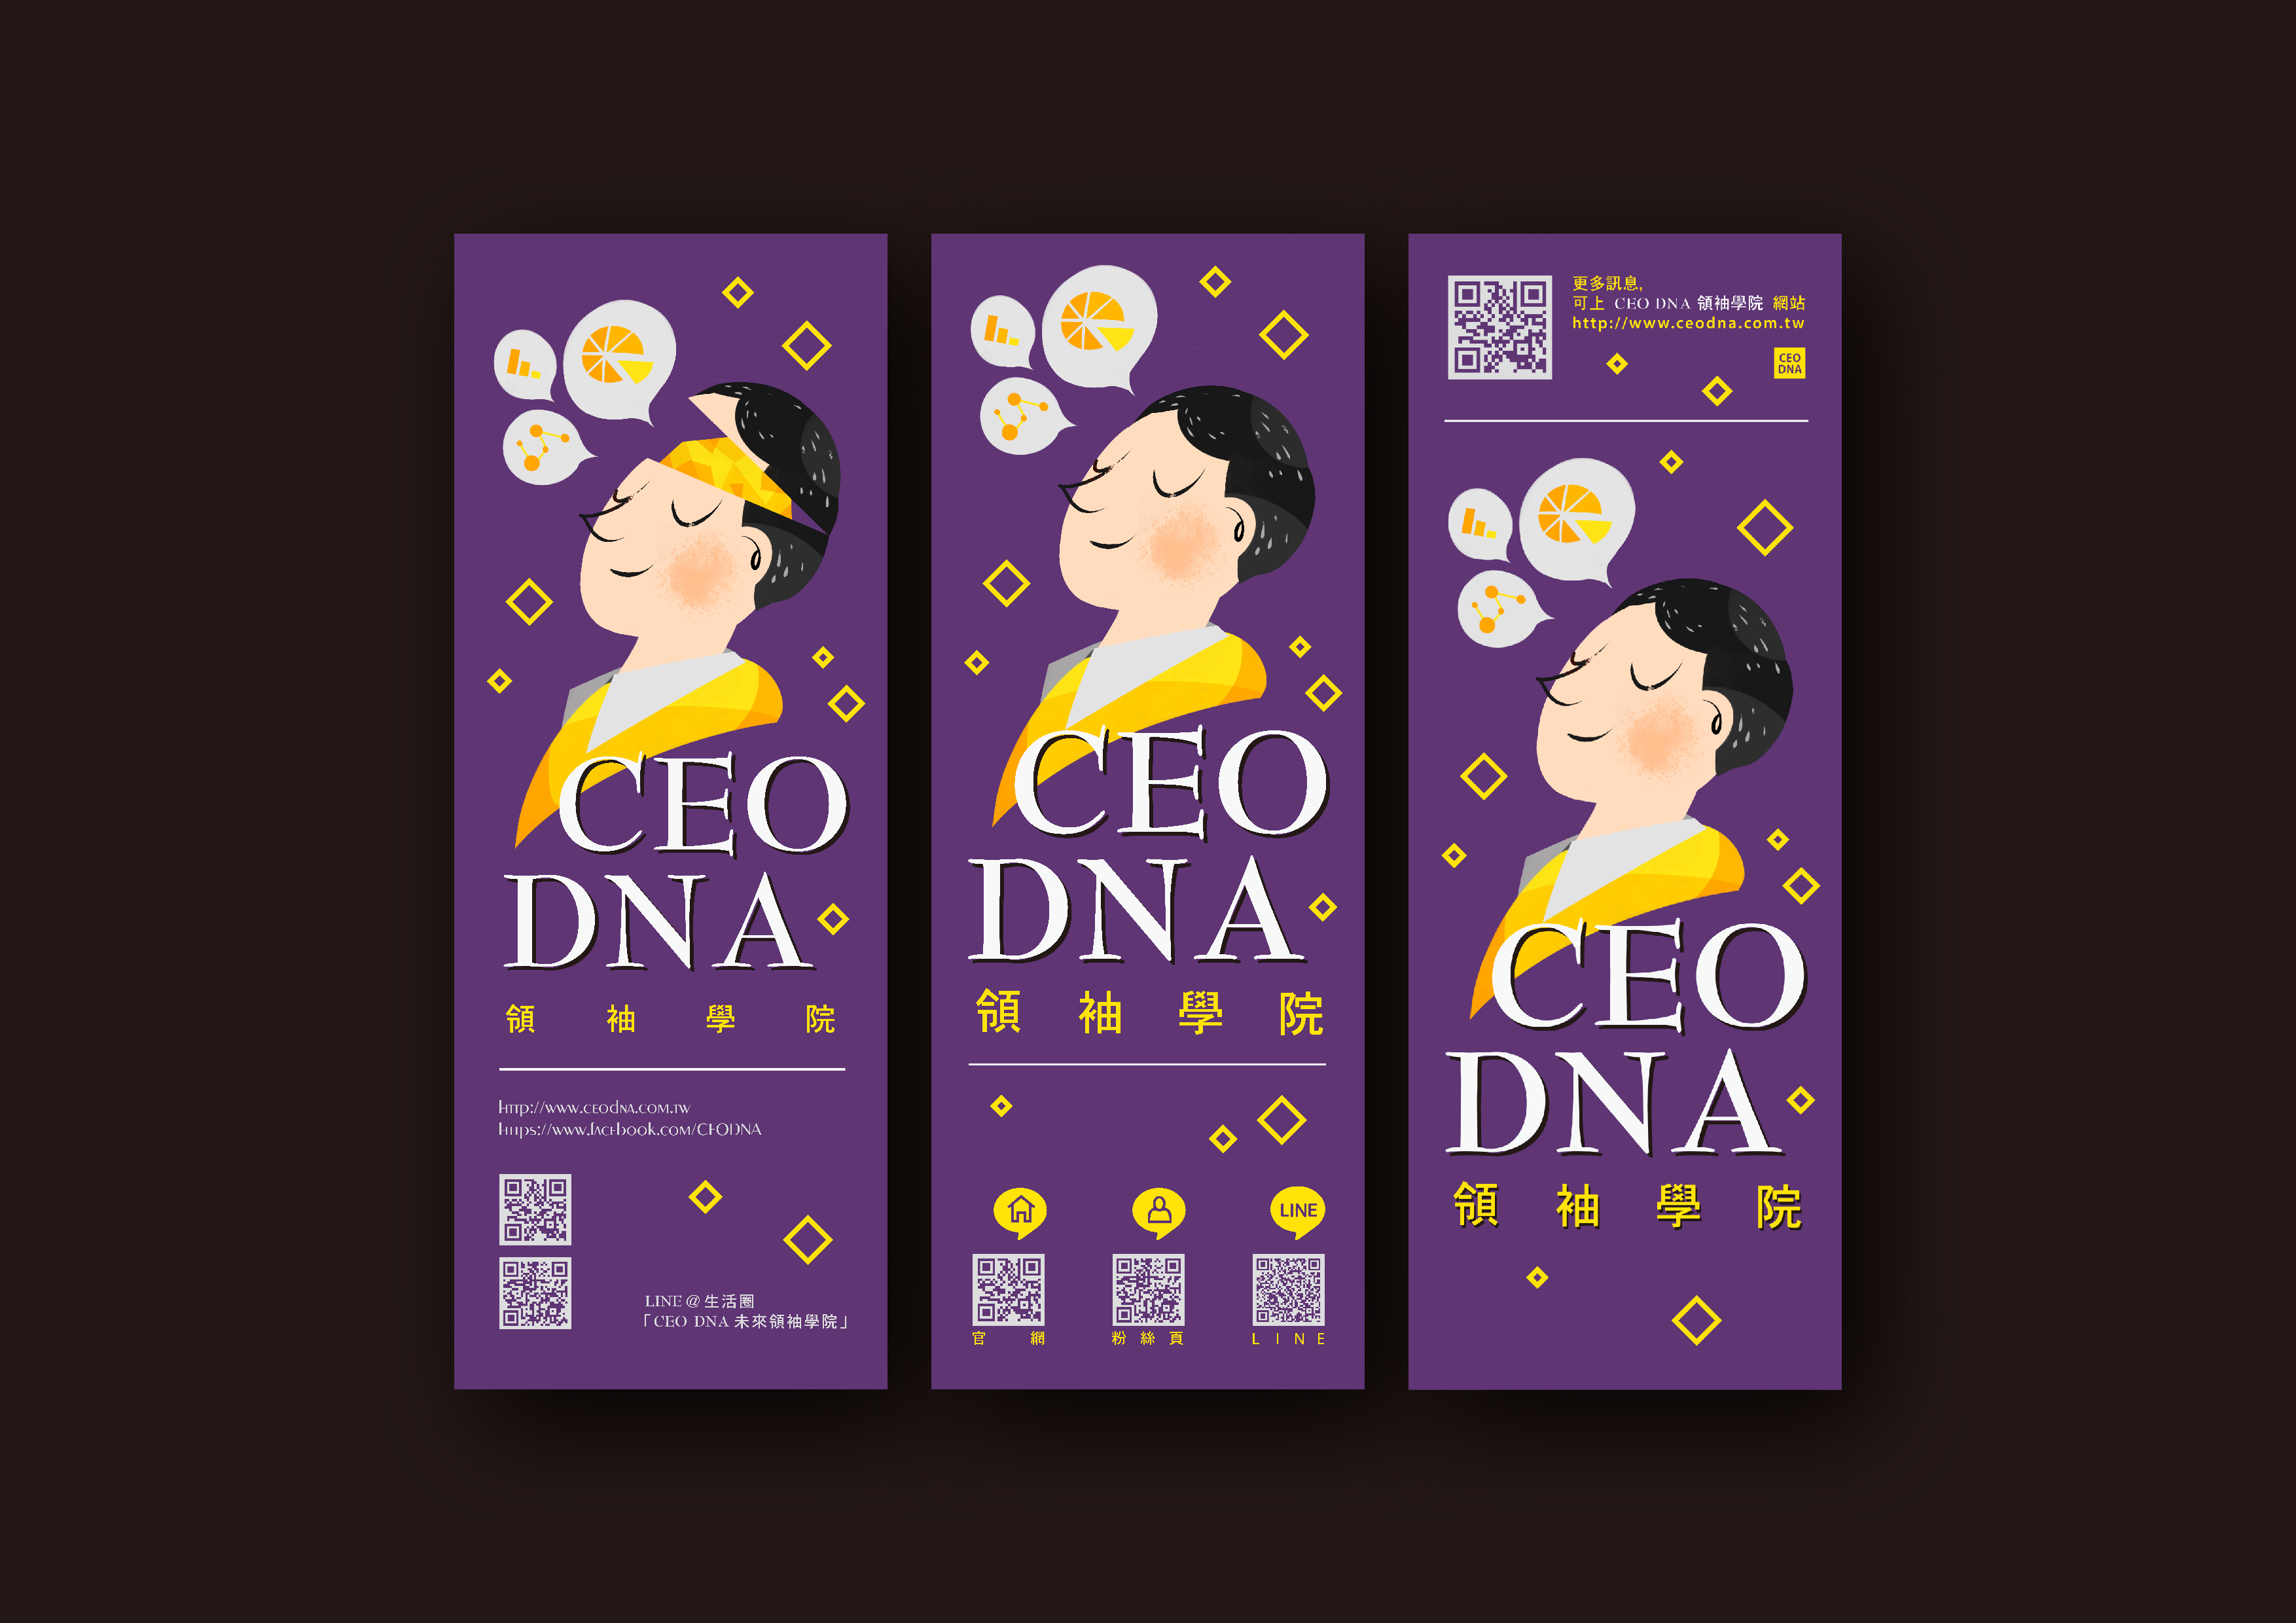 CEO
DNA
領袖學院
http://www.ceodna.com.tw
https://www.facebook.com/CEODNA
LINE@生活圈
「CEO DNA 未來領袖學院」
CEO
DNA
領袖學院
LINE
官網
粉絲頁
LINE
更多訊息,
可上 CEO DNA 領袖學院 網站
http://www.ceodna.com.tw
CEO
DNA
CEO
DNA
領袖學院